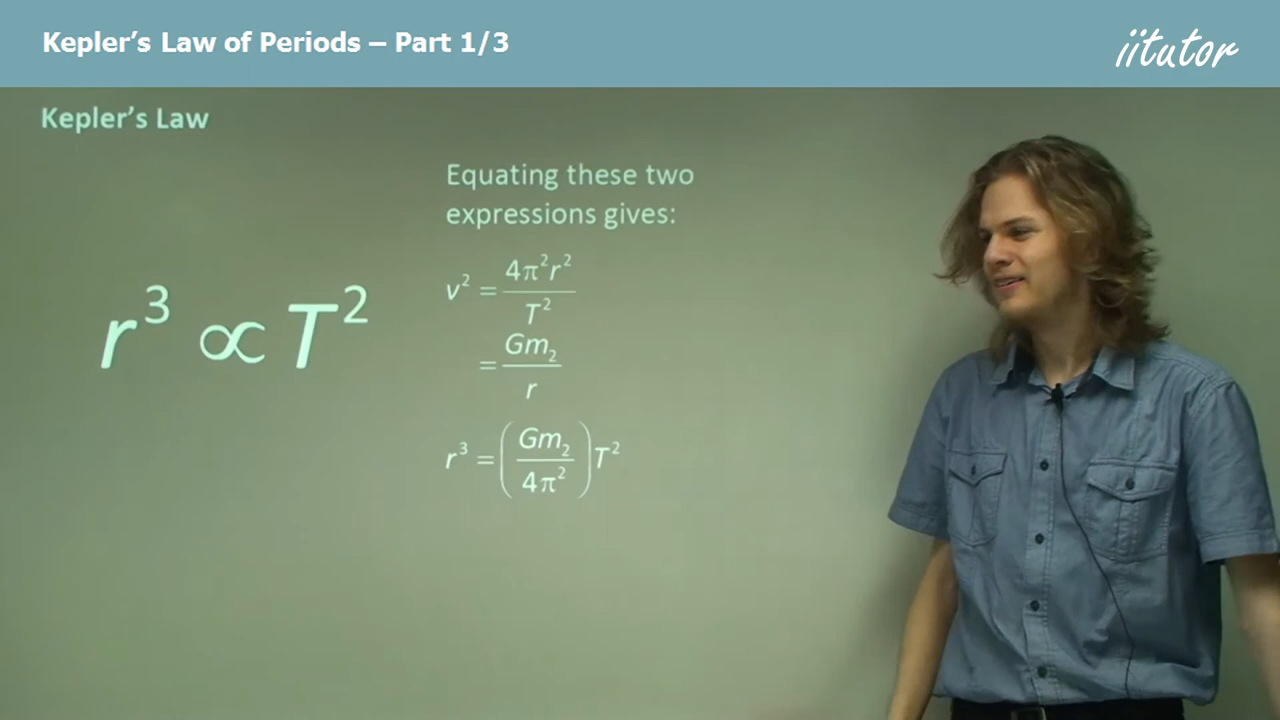 Kepler's Law of Periods – Part 1/3
iitutor
Kepler's Law
r³ ∝ T²
Equating these two
expressions gives:
v² = 4π²r² / T²
= Gm₂ / r
r³ = (Gm₂ / 4π²) T²